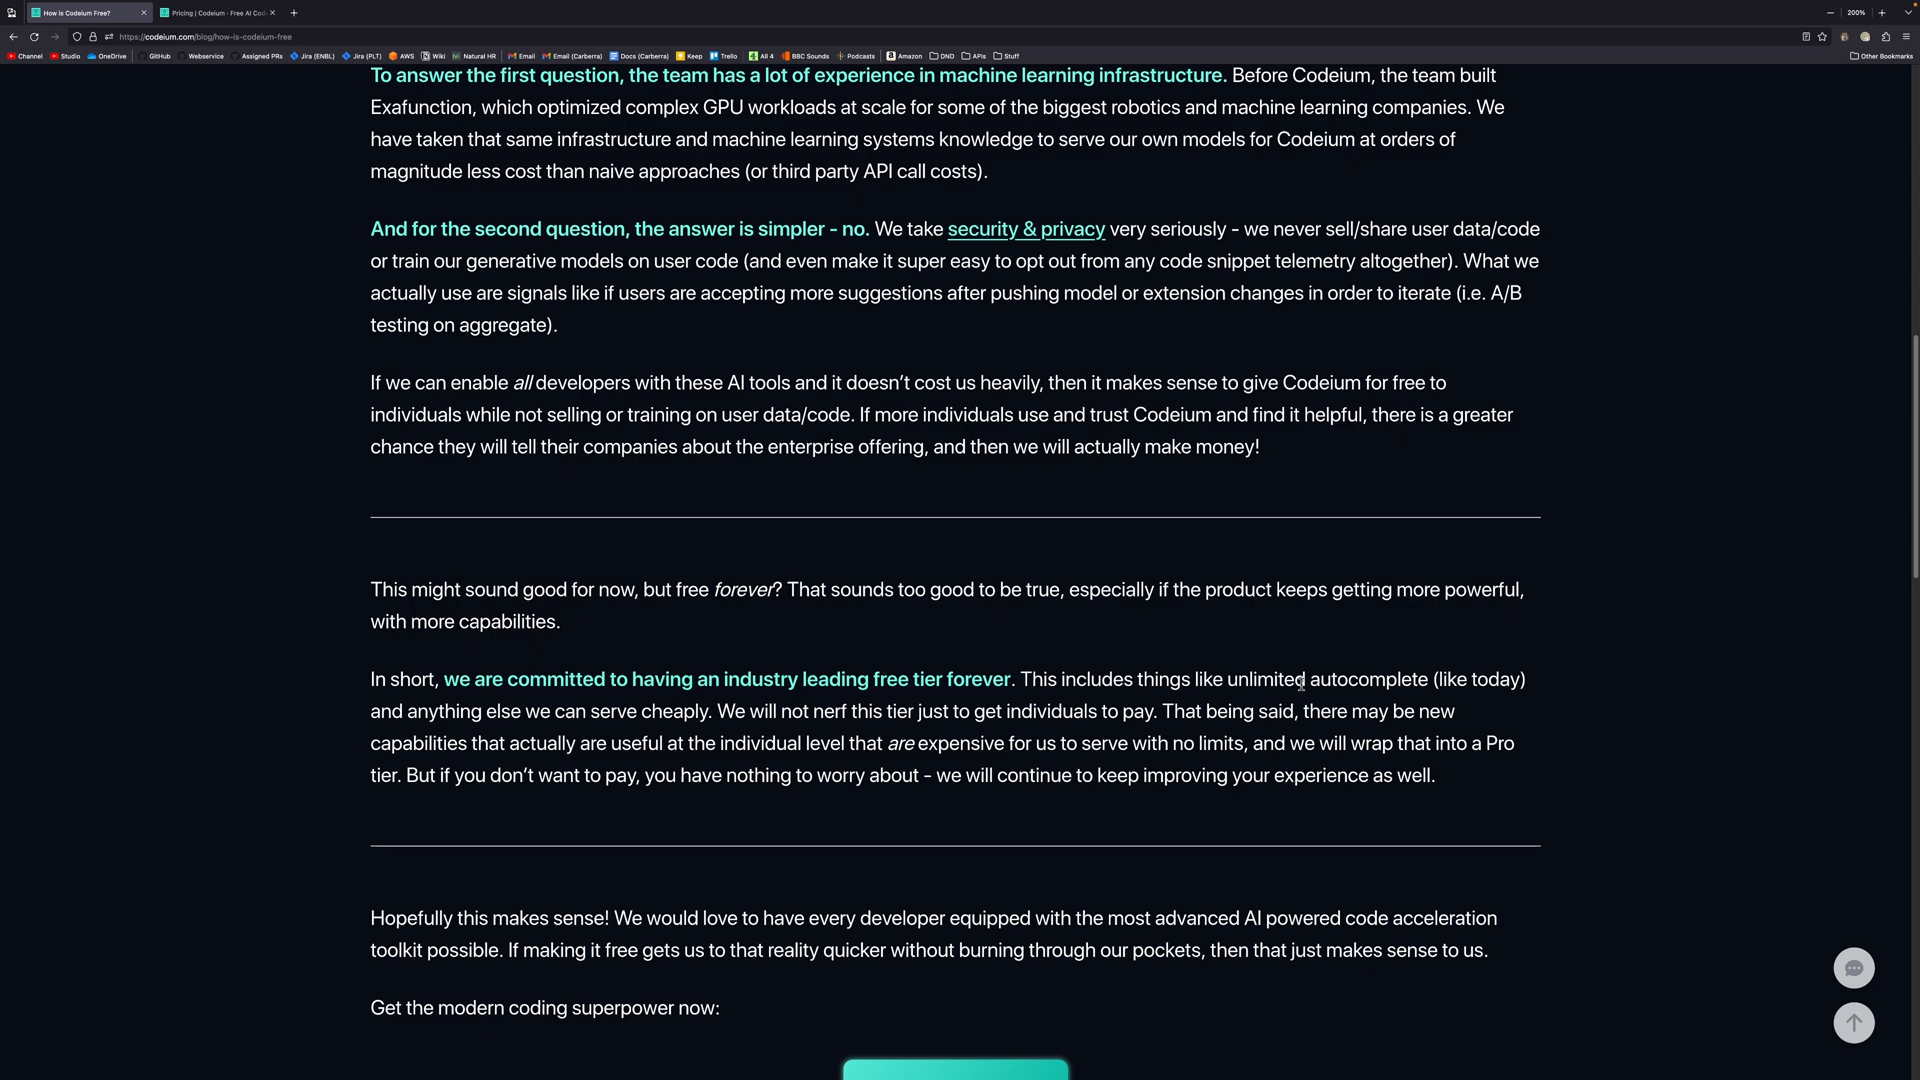 How is Codeium Free?
Pricing | Codeium - Free AI Cod
200%
https://codeium.com/blog/how-is-codeium-free
Channel Studio OneDrive GitHub Webservice Assigned PRs Jira (ENBL) Jira (PLT) AWS Wiki Natural HR Email Email (Carberra) Docs (Carberra) Keep Trello All 4 BBC Sounds Podcasts Amazon DND APIs Stuff Other Bookmarks
To answer the first question, the team has a lot of experience in machine learning infrastructure. Before Codeium, the team built
Exafunction, which optimized complex GPU workloads at scale for some of the biggest robotics and machine learning companies. We
have taken that same infrastructure and machine learning systems knowledge to serve our own models for Codeium at orders of
magnitude less cost than naive approaches (or third party API call costs).
And for the second question, the answer is simpler - no. We take security & privacy very seriously - we never sell/share user data/code
or train our generative models on user code (and even make it super easy to opt out from any code snippet telemetry altogether). What we
actually use are signals like if users are accepting more suggestions after pushing model or extension changes in order to iterate (i.e. A/B
testing on aggregate).
If we can enable all developers with these AI tools and it doesn’t cost us heavily, then it makes sense to give Codeium for free to
individuals while not selling or training on user data/code. If more individuals use and trust Codeium and find it helpful, there is a greater
chance they will tell their companies about the enterprise offering, and then we will actually make money!
This might sound good for now, but free forever? That sounds too good to be true, especially if the product keeps getting more powerful,
with more capabilities.
In short, we are committed to having an industry leading free tier forever. This includes things like unlimited autocomplete (like today)
and anything else we can serve cheaply. We will not nerf this tier just to get individuals to pay. That being said, there may be new
capabilities that actually are useful at the individual level that are expensive for us to serve with no limits, and we will wrap that into a Pro
tier. But if you don’t want to pay, you have nothing to worry about - we will continue to keep improving your experience as well.
Hopefully this makes sense! We would love to have every developer equipped with the most advanced AI powered code acceleration
toolkit possible. If making it free gets us to that reality quicker without burning through our pockets, then that just makes sense to us.
Get the modern coding superpower now: